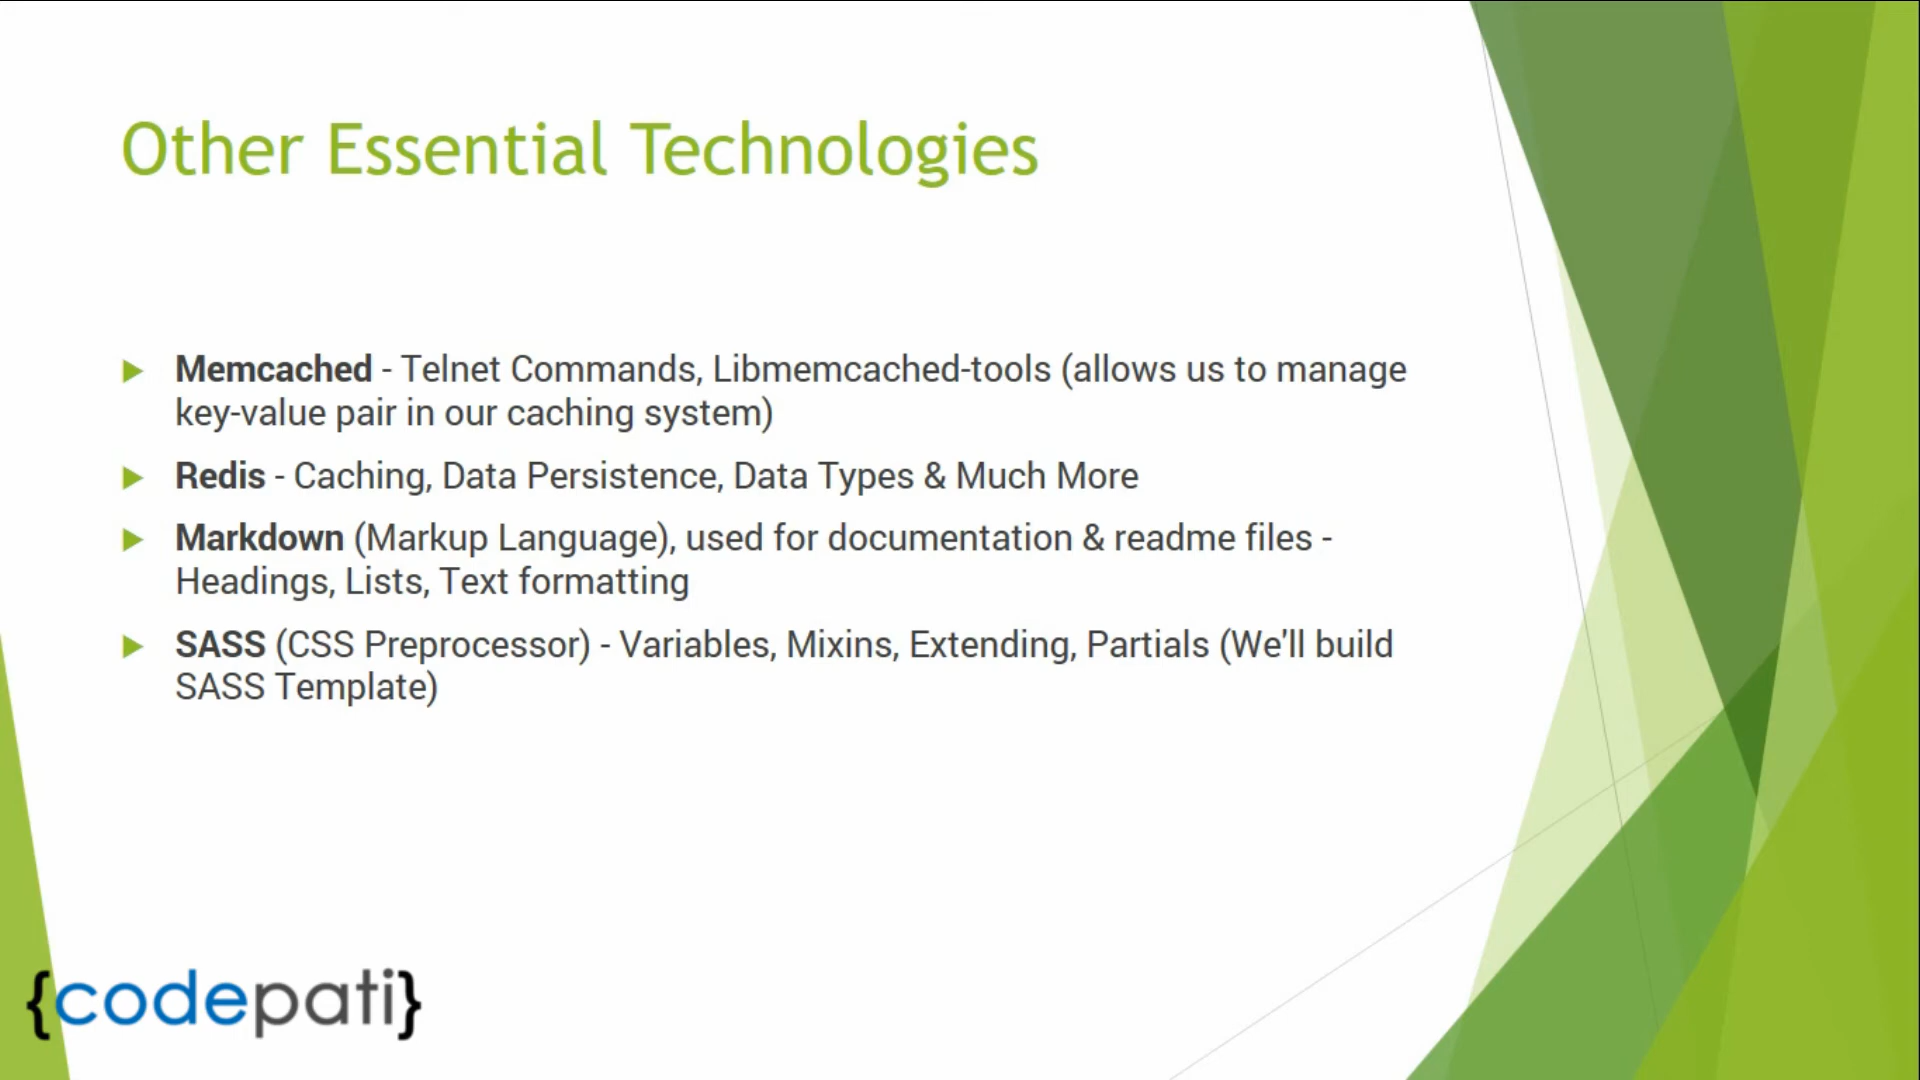 Other Essential Technologies
Memcached - Telnet Commands, Libmemcached-tools (allows us to manage
key-value pair in our caching system)
Redis - Caching, Data Persistence, Data Types & Much More
Markdown (Markup Language), used for documentation & readme files -
Headings, Lists, Text formatting
SASS (CSS Preprocessor) - Variables, Mixins, Extending, Partials (We'll build
SASS Template)
{codepati}